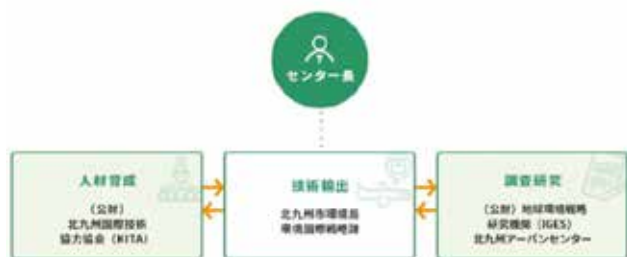 センター長
人材育成
（公財）
北九州国際技術
協力協会（KITA）
技術輸出
北九州市環境局
環境国際戦略課
調査研究
（公財）地球環境戦略
研究機関（IGES）
北九州アーバンセンター